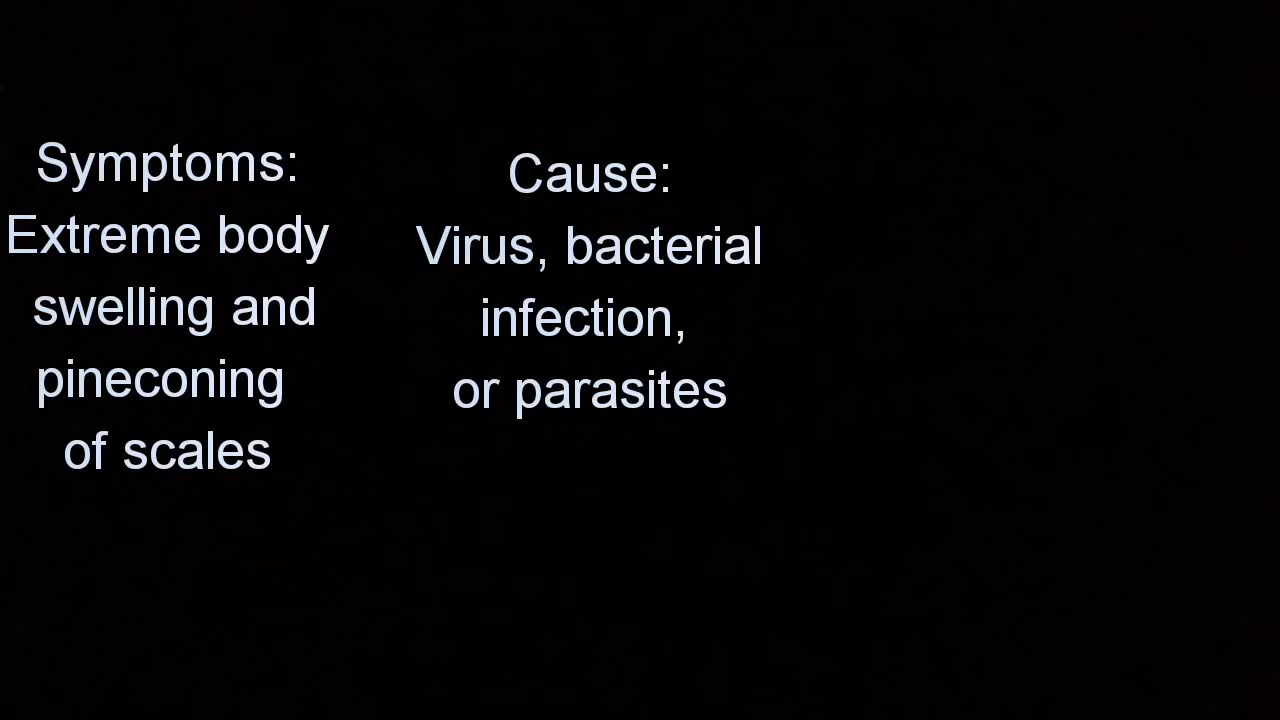 Symptoms:
Extreme body
swelling and
pineconing
of scales
Cause:
Virus, bacterial
infection,
or parasites